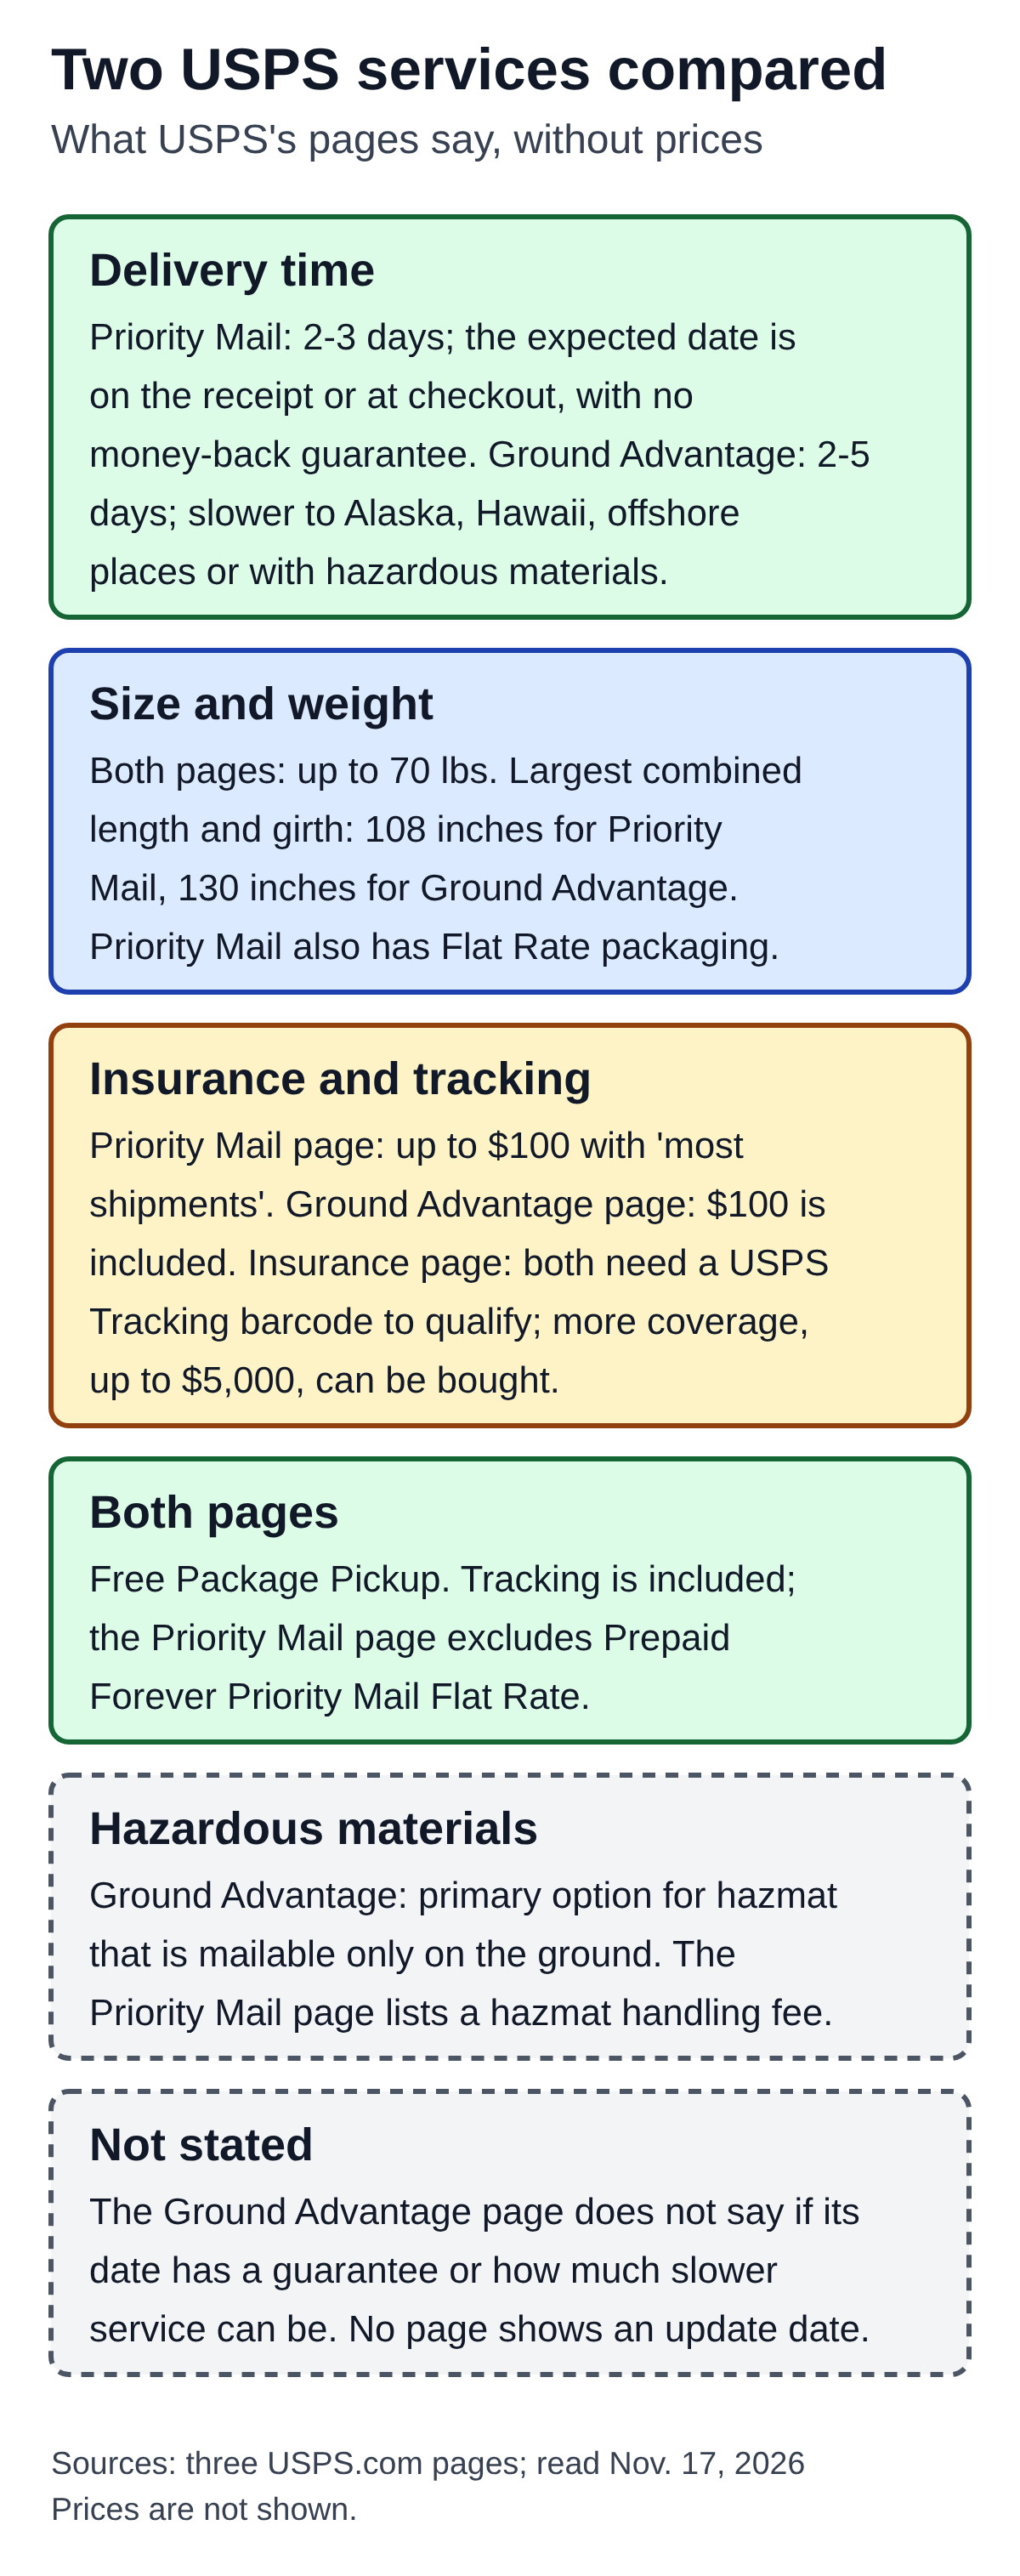 Two USPS services compared
What USPS's pages say, without prices
Delivery time
Priority Mail: 2-3 days; the expected date is
on the receipt or at checkout, with no
money-back guarantee. Ground Advantage: 2-5
days; slower to Alaska, Hawaii, offshore
places or with hazardous materials.
Size and weight
Both pages: up to 70 lbs. Largest combined
length and girth: 108 inches for Priority
Mail, 130 inches for Ground Advantage.
Priority Mail also has Flat Rate packaging.
Insurance and tracking
Priority Mail page: up to $100 with 'most
shipments'. Ground Advantage page: $100 is
included. Insurance page: both need a USPS
Tracking barcode to qualify; more coverage,
up to $5,000, can be bought.
Both pages
Free Package Pickup. Tracking is included;
the Priority Mail page excludes Prepaid
Forever Priority Mail Flat Rate.
Hazardous materials
Ground Advantage: primary option for hazmat
that is mailable only on the ground. The
Priority Mail page lists a hazmat handling fee.
Not stated
The Ground Advantage page does not say if its
date has a guarantee or how much slower
service can be. No page shows an update date.
Sources: three USPS.com pages; read Nov. 17, 2026
Prices are not shown.